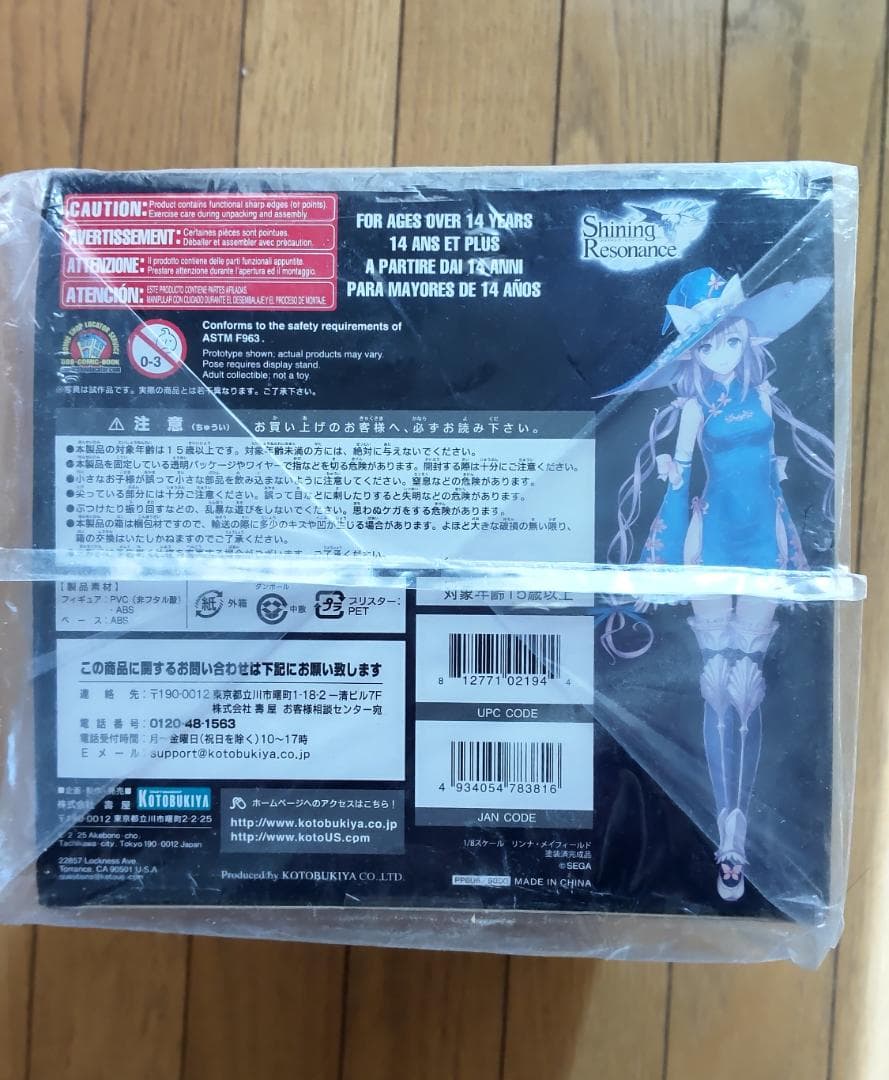 CAUTION: Product contains functional sharp edges (or points).
Exercise care during unpacking and assembly.
AVERTISSEMENT: Certaines pièces sont pointues.
Déballer et assembler avec précaution.
ATTENZIONE: Il prodotto contiene delle parti funzionali appuntite.
Prestare attenzione durante l'apertura ed il montaggio.
ATENCIÓN: ESTE PRODUCTO CONTIENE PARTES AFILADAS.
MANIPULAR CON CUIDADO DURANTE EL DESEMBALAJE Y EL PROCESO DE MONTAJE.
FOR AGES OVER 14 YEARS
14 ANS ET PLUS
A PARTIRE DAI 14 ANNI
PARA MAYORES DE 14 AÑOS
Shining
Resonance
COMIC SHOP LOCATOR SERVICE
888-COMIC-BOOK
0-3
Conforms to the safety requirements of
ASTM F963 .
Prototype shown; actual products may vary.
Pose requires display stand.
Adult collectible; not a toy.
※写真は試作品です。実際の商品とは若干異なります。ご了承下さい。
⚠ 注 意 (ちゅうい) お買い上げのお客様へ、必ずお読み下さい。
●本製品の対象年齢は15歳以上です。対象年齢未満の方には、絶対に与えないでください。
●本製品を固定している透明パッケージやワイヤーで指などを切る危険があります。開封する際は十分にご注意ください。
●小さなお子様が誤って小さな部品を飲み込まないように注意してください。窒息などの危険があります。
●尖っている部分には十分ご注意ください。誤って目などに刺したりすると失明などの危険があります。
●ぶつけたり振り回すなどの、乱暴な遊びをしないでください。思わぬケガをする危険があります。
●本製品の箱は梱包材ですので、輸送の際に多少のキズや凹が生じる場合があります。よほど大きな破損の無い限り、
箱の交換はいたしかねますのでご了承ください。
【製品素材】
フィギュア：PVC（非フタル酸）
・ABS
ベース：ABS
紙 外箱
ダンボール
中敷
プラ ブリスター：
PET
対象年齢15歳以上
この商品に関するお問い合わせは下記にお願い致します
連絡先：〒190-0012 東京都立川市曙町1-18-2 一清ビル7F
株式会社 壽屋 お客様相談センター宛
電話番号：0120-48-1563
電話受付時間：月～金曜日(祝日を除く)10～17時
Eメール：support@kotobukiya.co.jp
8 12771 02194 4
UPC CODE
4 934054 783816
JAN CODE
■企画・製作・発売■
株式会社 壽屋 KOTOBUKIYA
〒190-0012 東京都立川市曙町2-2-25
2-2-25 Akebono-cho,
Tachikawa-city, Tokyo 190-0012 Japan
22857 Lockness Ave.
Torrance, CA 90501 U.S.A
questions@kotous.com
ホームページへのアクセスはこちら!
http://www.kotobukiya.co.jp
http://www.kotoUS.com
Produced by KOTOBUKIYA CO.,LTD.
1/8スケール リンナ・メイフィールド
塗装済完成品
©SEGA
MADE IN CHINA